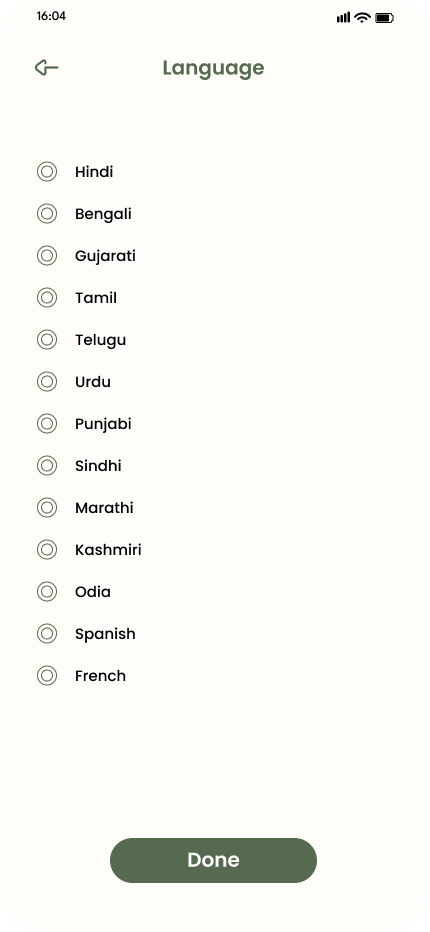 16:04
Language
Hindi
Bengali
Gujarati
Tamil
Telugu
Urdu
Punjabi
Sindhi
Marathi
Kashmiri
Odia
Spanish
French
Done